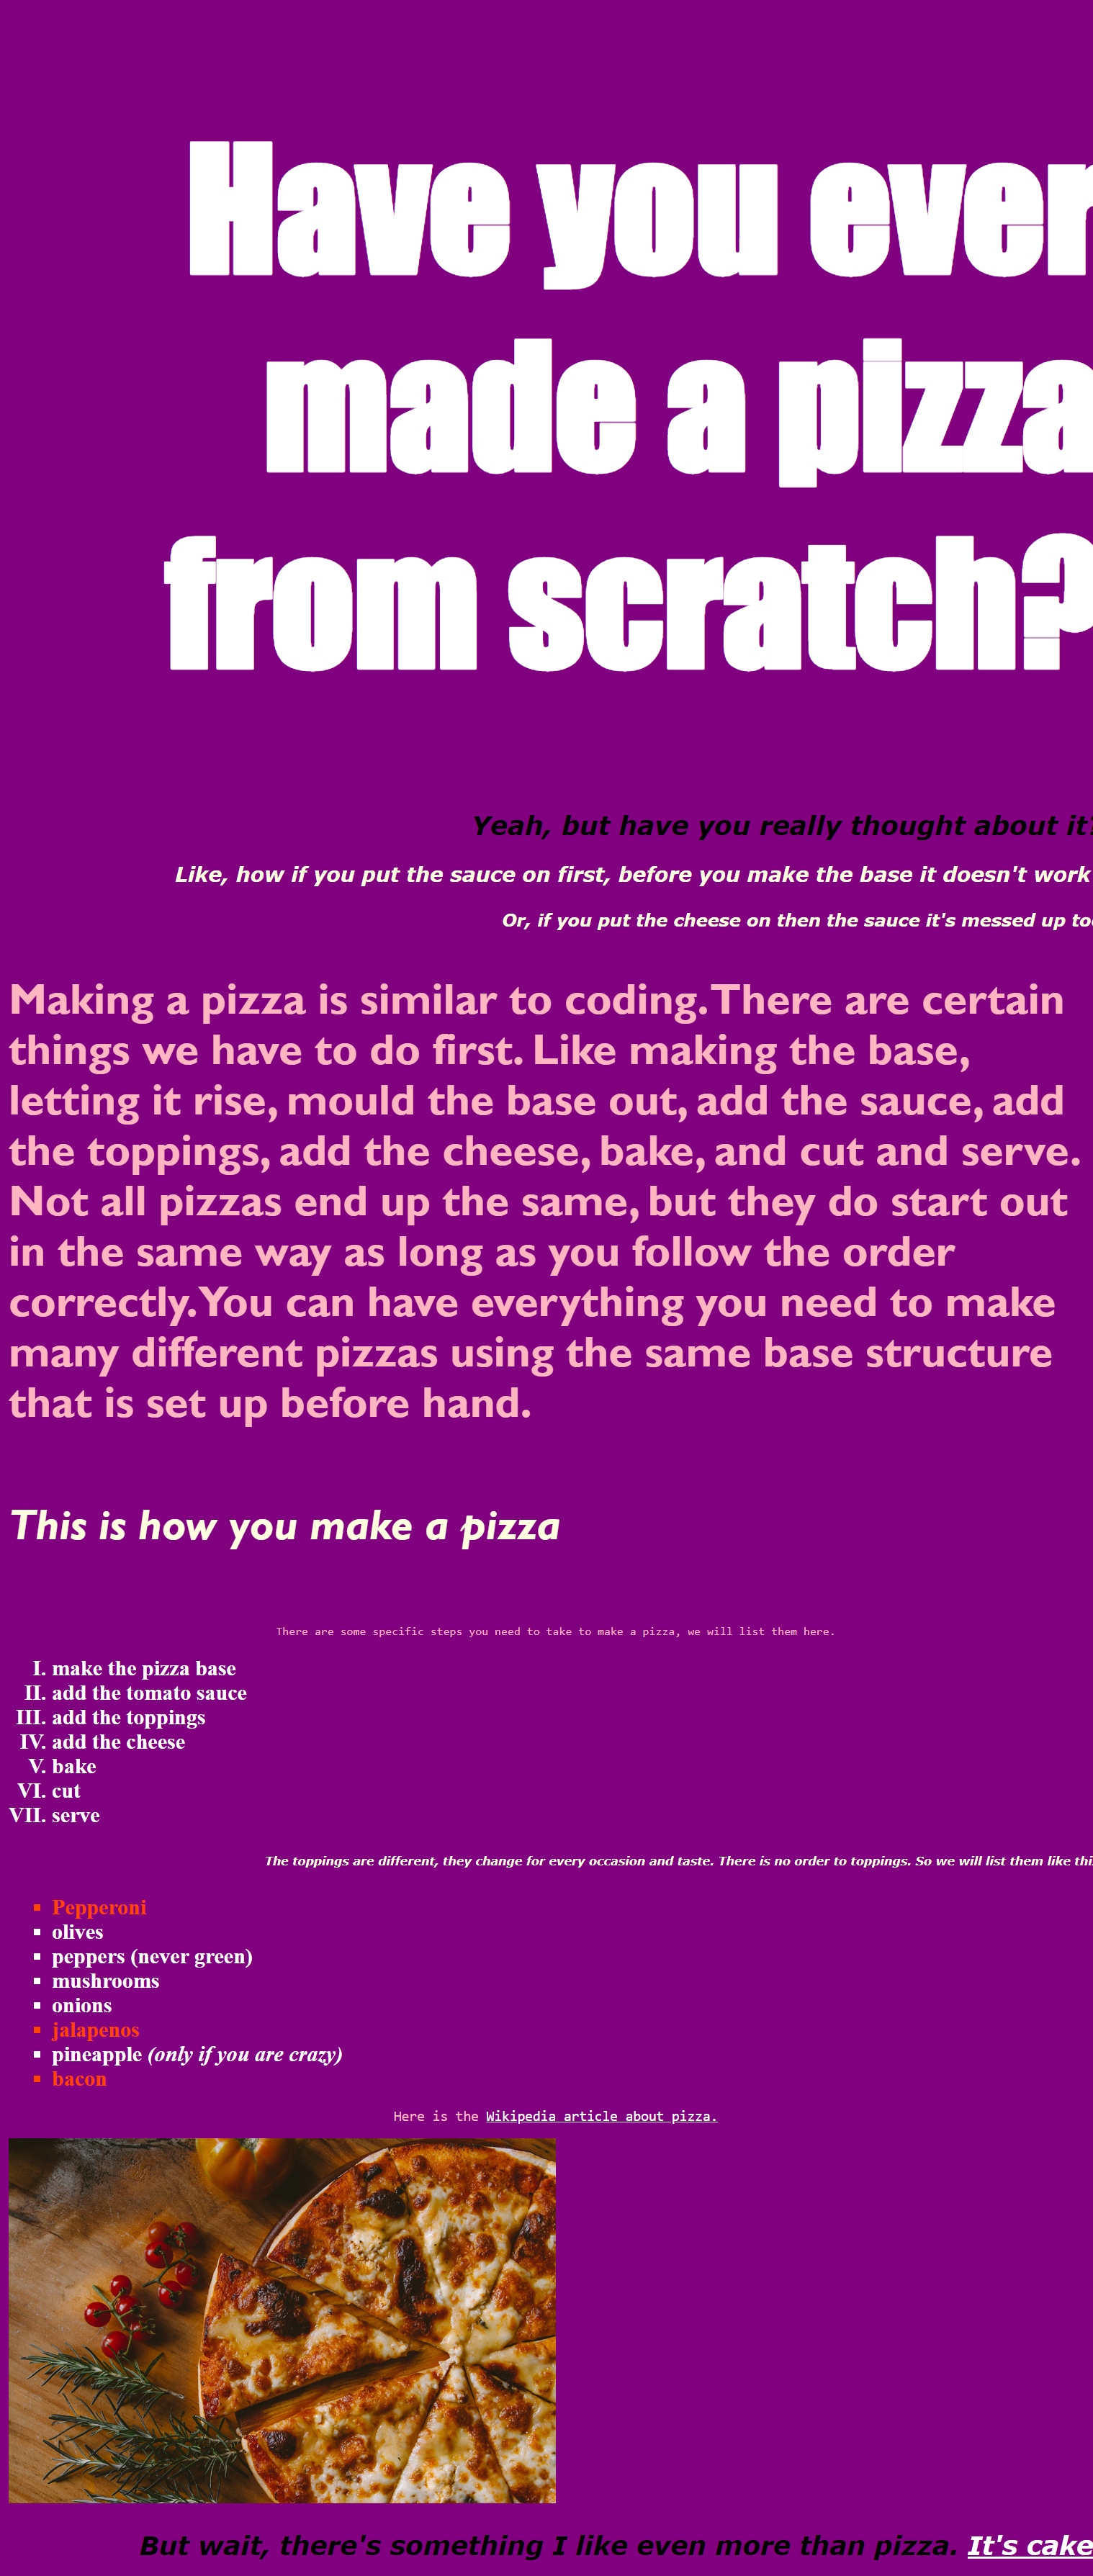 Have you ever
made a pizza
from scratch?
Yeah, but have you really thought about it?
Like, how if you put the sauce on first, before you make the base it doesn't work
Or, if you put the cheese on then the sauce it's messed up too
Making a pizza is similar to coding. There are certain
things we have to do first. Like making the base,
letting it rise, mould the base out, add the sauce, add
the toppings, add the cheese, bake, and cut and serve.
Not all pizzas end up the same, but they do start out
in the same way as long as you follow the order
correctly. You can have everything you need to make
many different pizzas using the same base structure
that is set up before hand.
This is how you make a pizza
There are some specific steps you need to take to make a pizza, we will list them here.
I. make the pizza base
II. add the tomato sauce
III. add the toppings
IV. add the cheese
V. bake
VI. cut
VII. serve
The toppings are different, they change for every occasion and taste. There is no order to toppings. So we will list them like this
▪ Pepperoni
▪ olives
▪ peppers (never green)
▪ mushrooms
▪ onions
▪ jalapenos
▪ pineapple (only if you are crazy)
▪ bacon
Here is the Wikipedia article about pizza.
But wait, there's something I like even more than pizza. It's cake